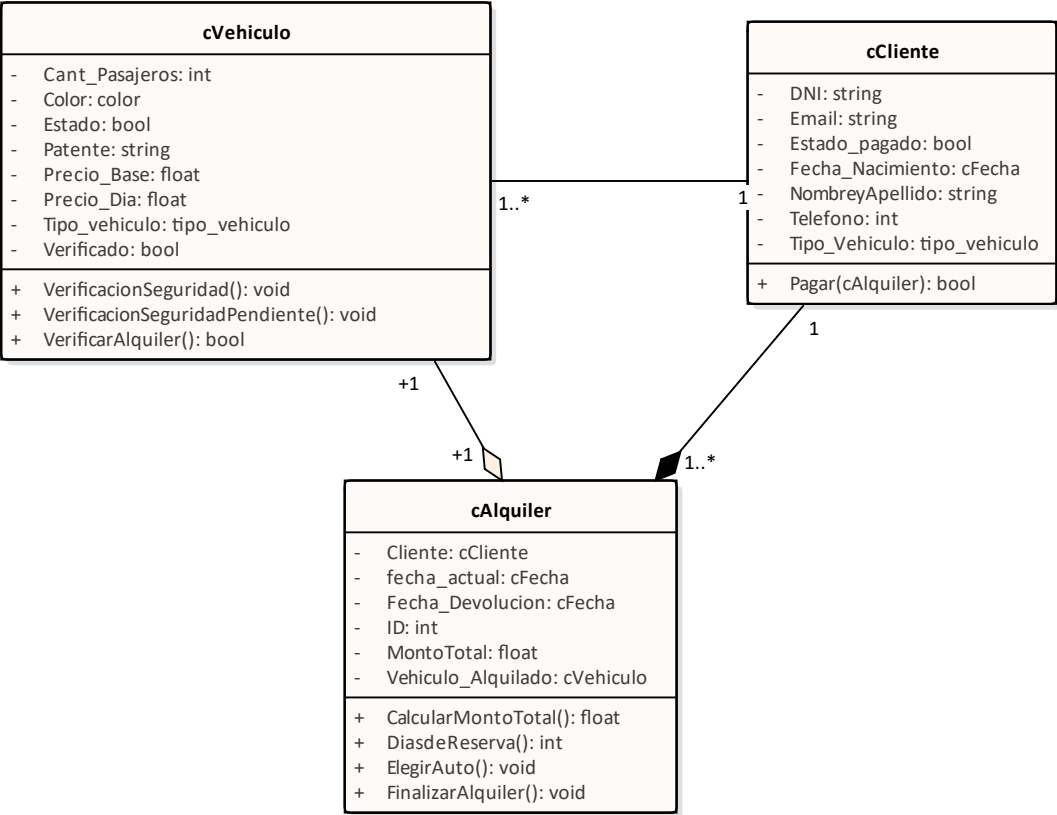 cVehiculo
- Cant_Pasajeros: int
- Color: color
- Estado: bool
- Patente: string
- Precio_Base: float
- Precio_Dia: float
- Tipo_vehiculo: tipo_vehiculo
- Verificado: bool
+ VerificacionSeguridad(): void
+ VerificacionSeguridadPendiente(): void
+ VerificarAlquiler(): bool
1..*
1
cCliente
- DNI: string
- Email: string
- Estado_pagado: bool
- Fecha_Nacimiento: cFecha
- NombreyApellido: string
- Telefono: int
- Tipo_Vehiculo: tipo_vehiculo
+ Pagar(cAlquiler): bool
+1
+1
1
1..*
cAlquiler
- Cliente: cCliente
- fecha_actual: cFecha
- Fecha_Devolucion: cFecha
- ID: int
- MontoTotal: float
- Vehiculo_Alquilado: cVehiculo
+ CalcularMontoTotal(): float
+ DiasdeReserva(): int
+ ElegirAuto(): void
+ FinalizarAlquiler(): void